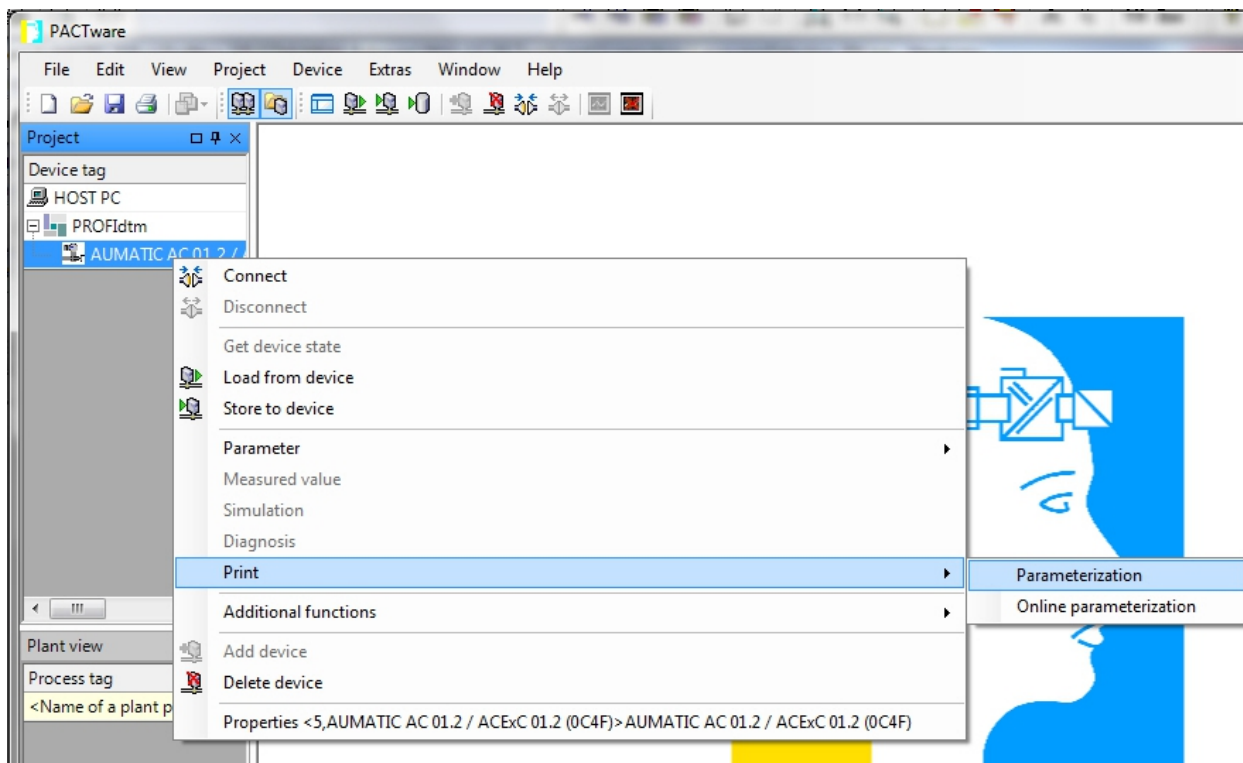 PACTware
File Edit View Project Device Extras Window Help
Project
Device tag
HOST PC
PROFIdtm
AUMATIC AC 01.2 /
Connect
Disconnect
Get device state
Load from device
Store to device
Parameter
Measured value
Simulation
Diagnosis
Print
Parameterization
Online parameterization
Additional functions
Plant view
Add device
Process tag
Delete device
<Name of a plant p
Properties <5,AUMATIC AC 01.2 / ACExC 01.2 (0C4F)>AUMATIC AC 01.2 / ACExC 01.2 (0C4F)